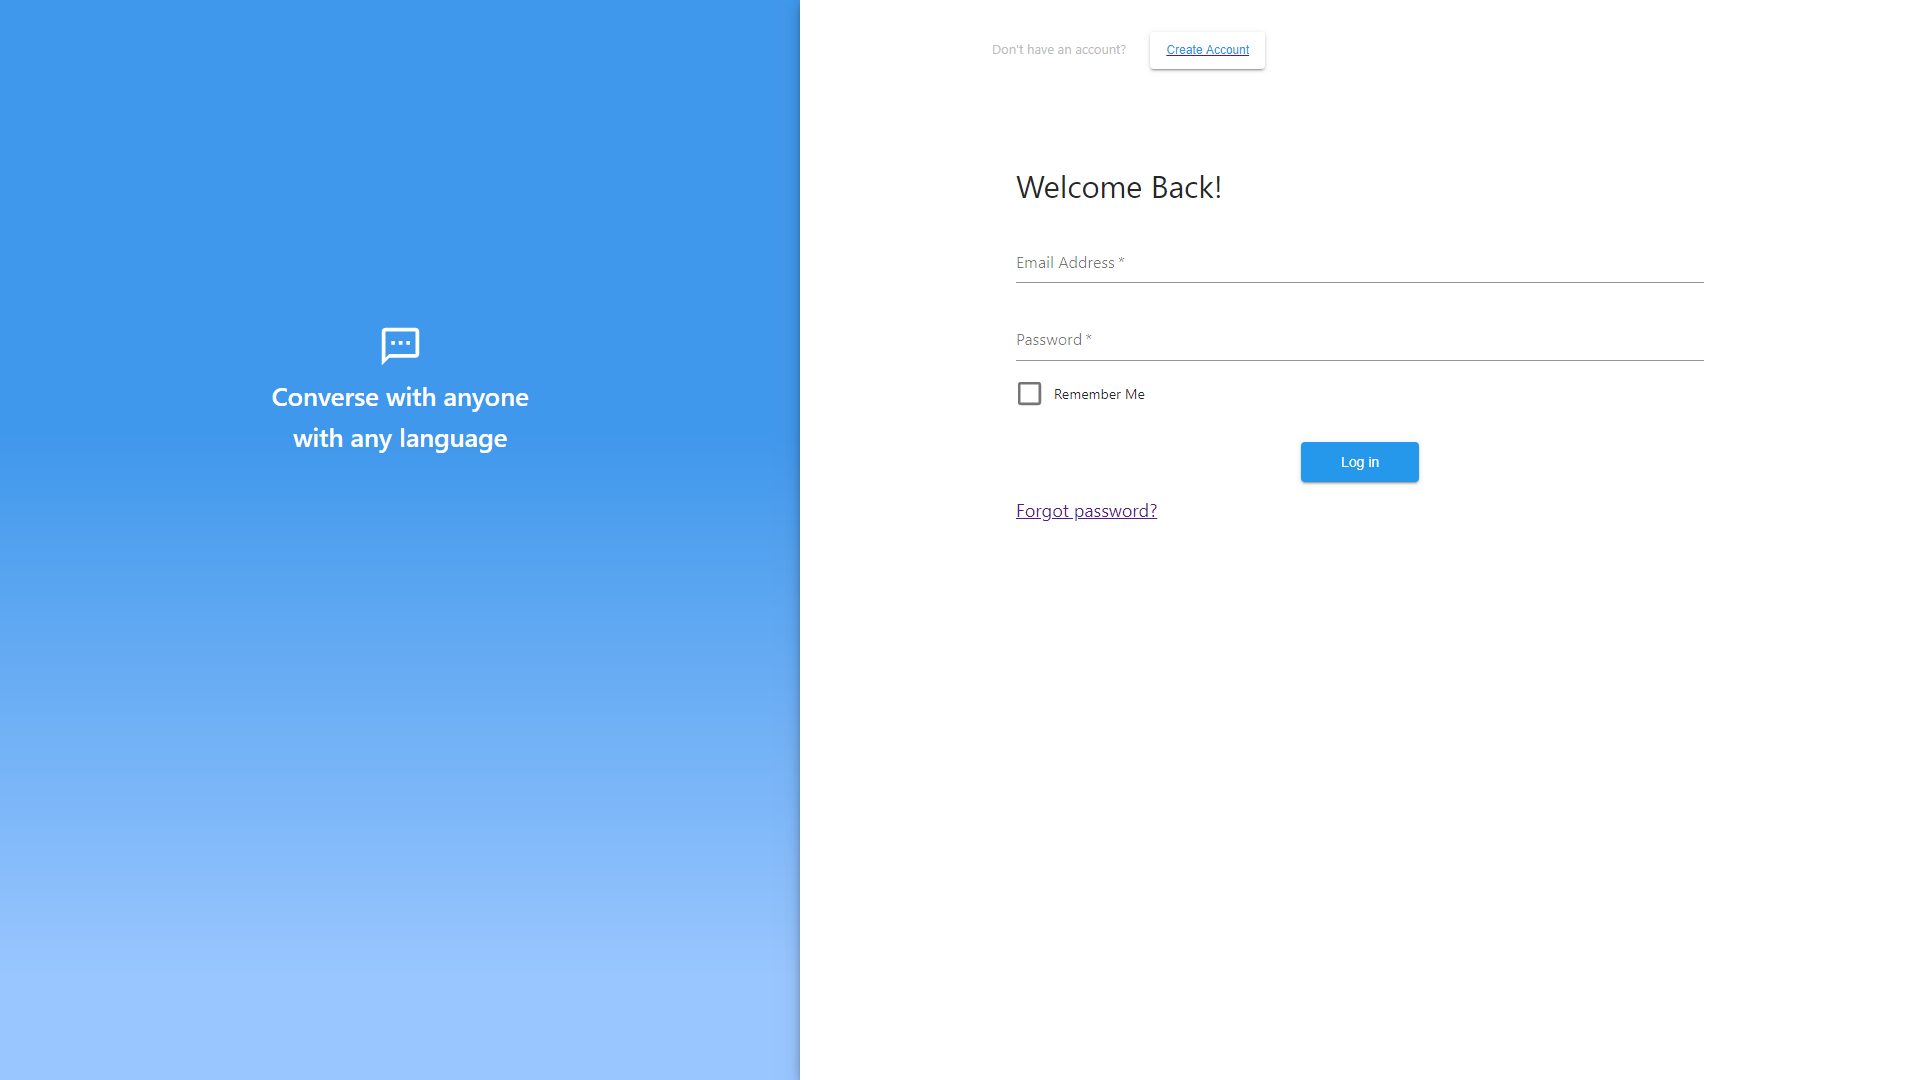 Converse with anyone
with any language
Don't have an account?
Create Account
Welcome Back!
Email Address *
Password *
Remember Me
Log in
Forgot password?